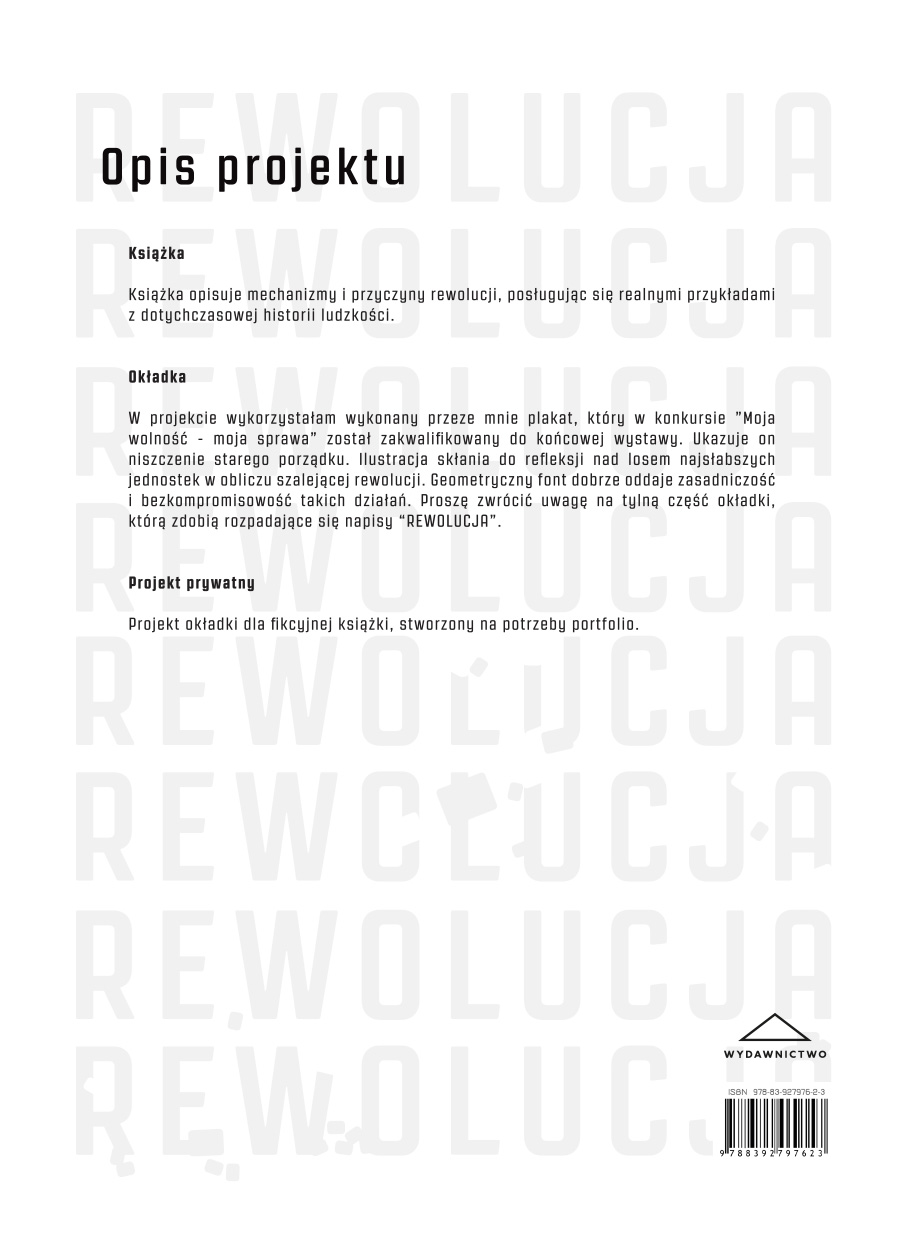 REWOLUCJA
Opis projektu
REWOLUCJA
Książka
Książka opisuje mechanizmy i przyczyny rewolucji, posługując się realnymi przykładami
z dotychczasowej historii ludzkości.
REWOLUCJA
Okładka
W projekcie wykorzystałam wykonany przeze mnie plakat, który w konkursie ”Moja
wolność - moja sprawa” został zakwalifikowany do końcowej wystawy. Ukazuje on
niszczenie starego porządku. Ilustracja skłania do refleksji nad losem najsłabszych
jednostek w obliczu szalejącej rewolucji. Geometryczny font dobrze oddaje zasadniczość
i bezkompromisowość takich działań. Proszę zwrócić uwagę na tylną część okładki,
którą zdobią rozpadające się napisy “REWOLUCJA”.
REWOLUCJA
Projekt prywatny
Projekt okładki dla fikcyjnej książki, stworzony na potrzeby portfolio.
REWOLUCJA
REWOLUCJA
REWOLUCJA
REWOLUCJA
WYDAWNICTWO
ISBN 978-83-927976-2-3
9788392797623